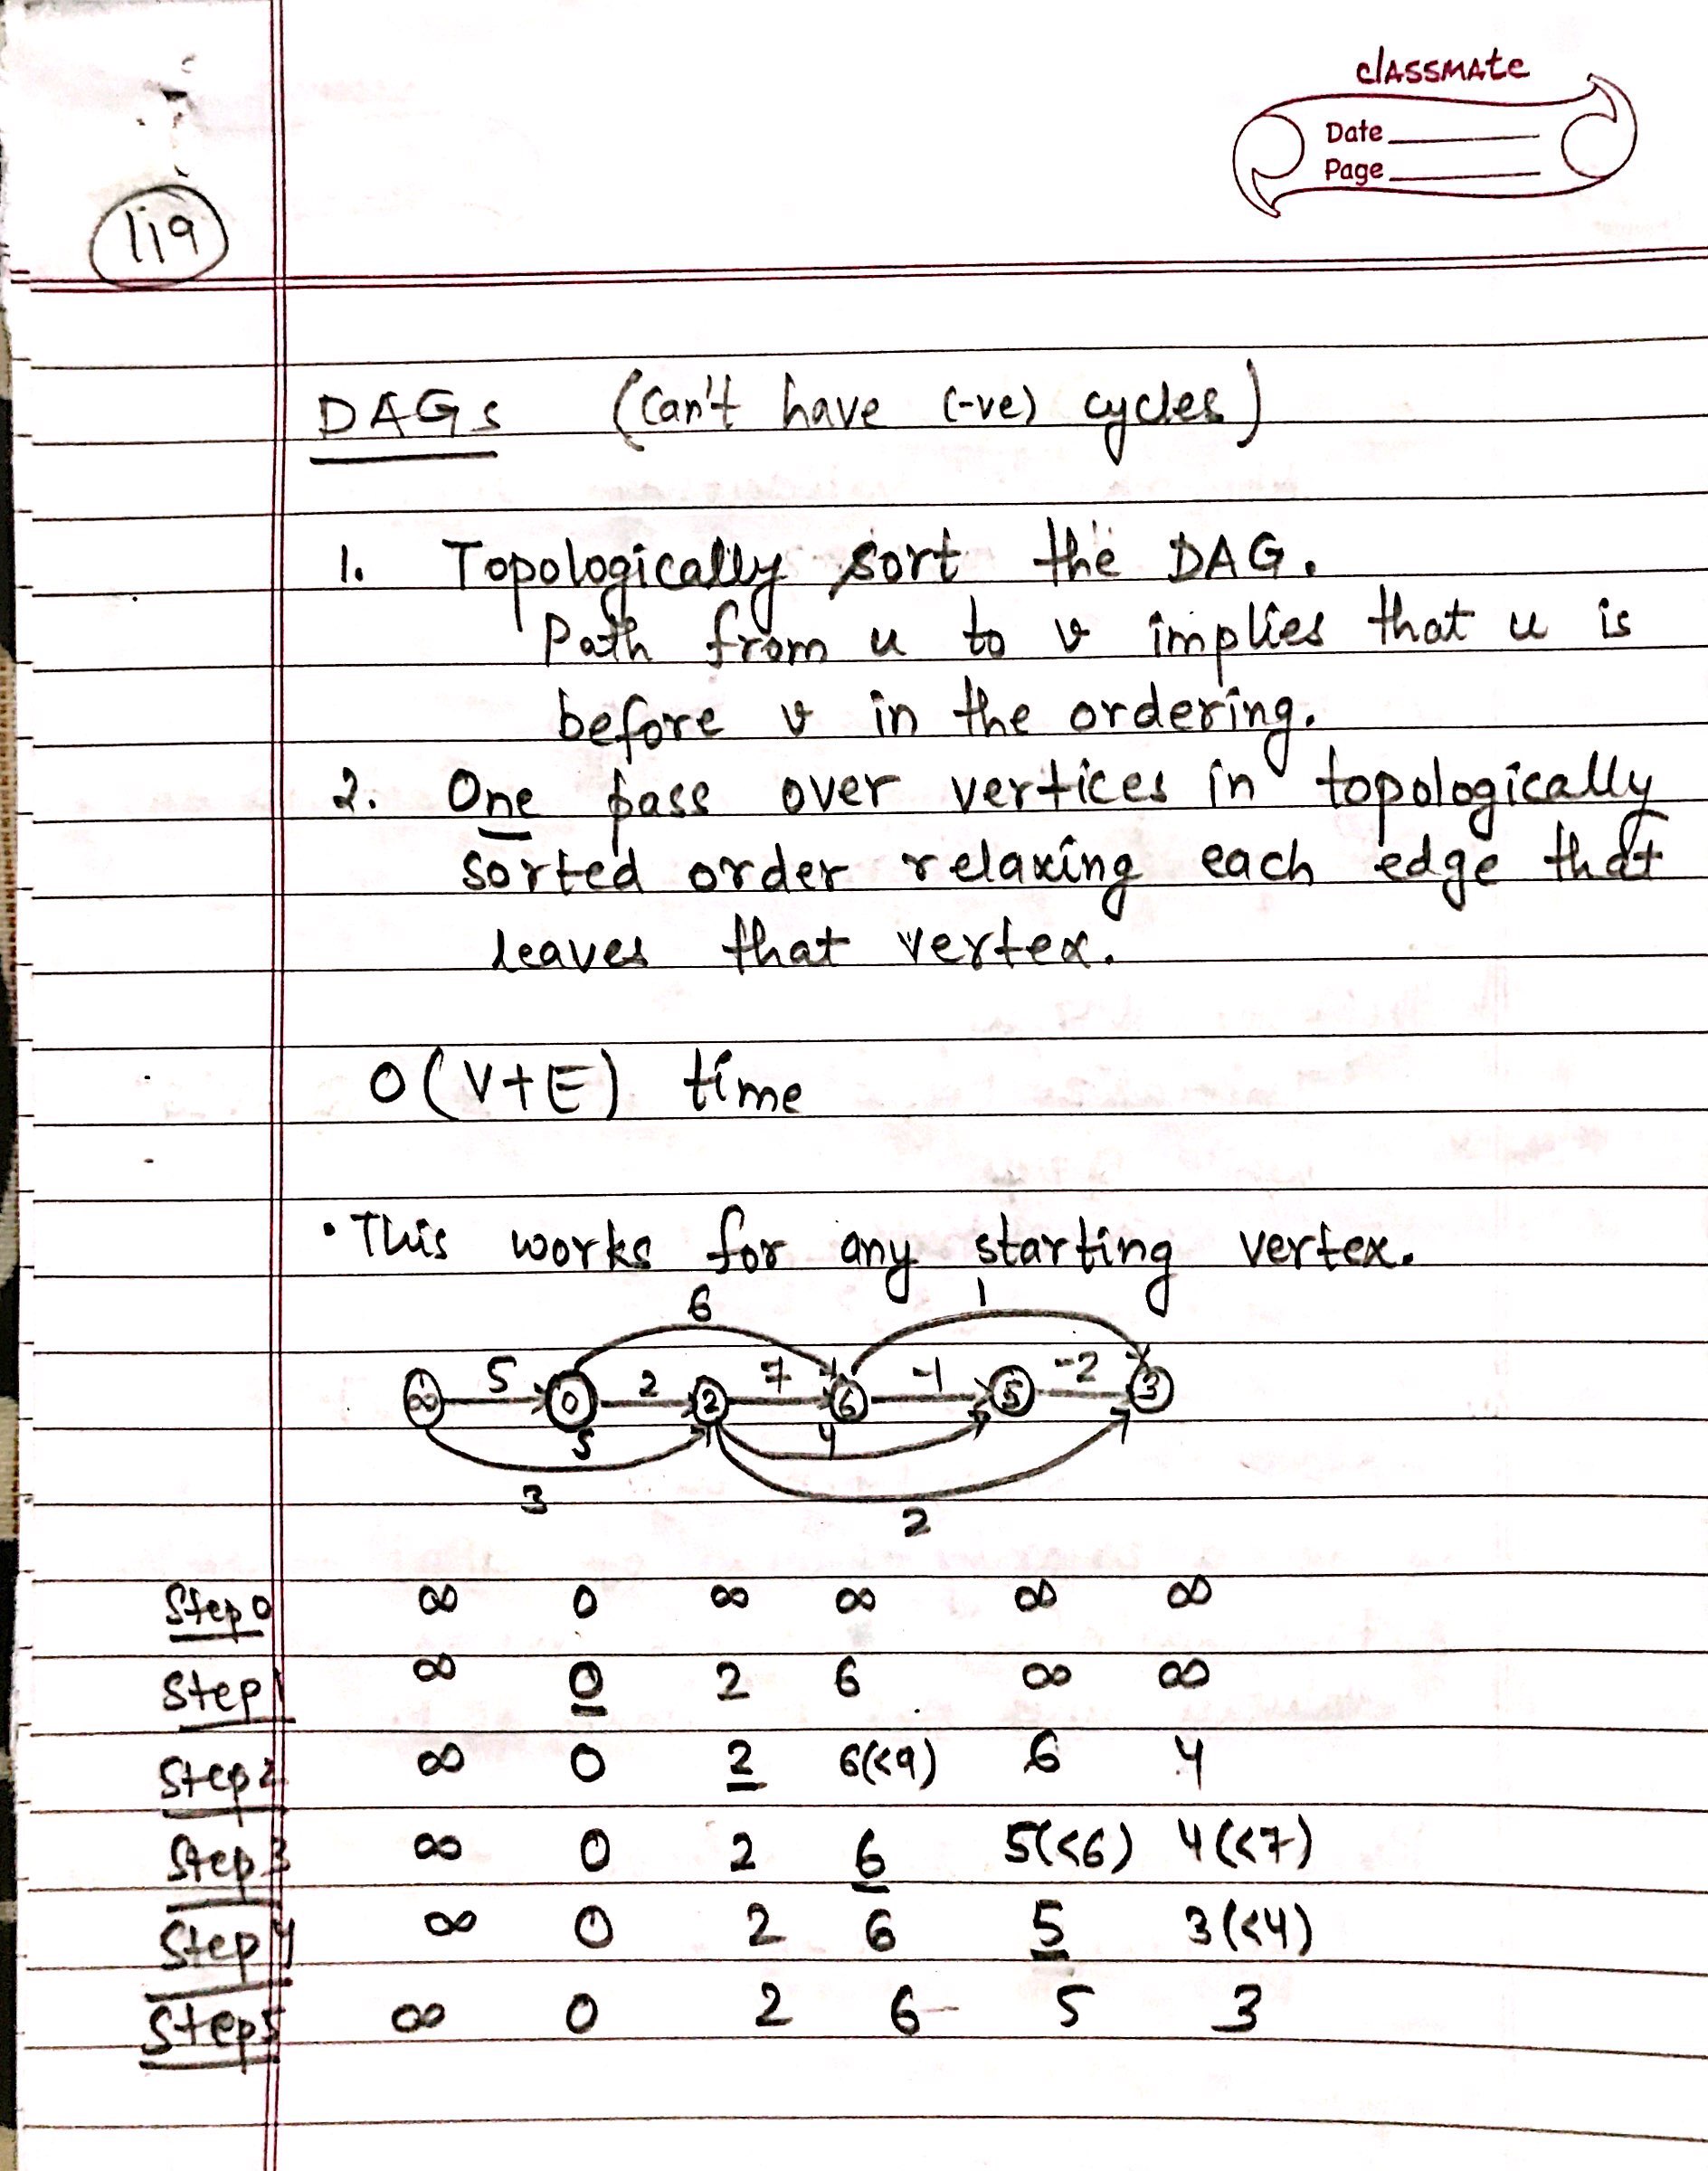 classmate
Date
Page
119
DAGs (Can't have (-ve) cycles)
1. Topologically sort the DAG.
Path from u to v implies that u is
before v in the ordering.
2. One pass over vertices in topologically
sorted order relaxing each edge that
leaves that vertex.
O(V+E) time
• This works for any starting vertex.
6 1
5 2 7 -1 -2
∞ 0 2 6 5 3
5 4
3 2
Step 0 ∞ 0 ∞ ∞ ∞ ∞
Step 1 ∞ 0 2 6 ∞ ∞
Step 2 ∞ 0 2 6(<9) 6 4
Step 3 ∞ 0 2 6 5(<6) 4(<7)
Step 4 ∞ 0 2 6 5 3(<4)
Step 5 ∞ 0 2 6 5 3